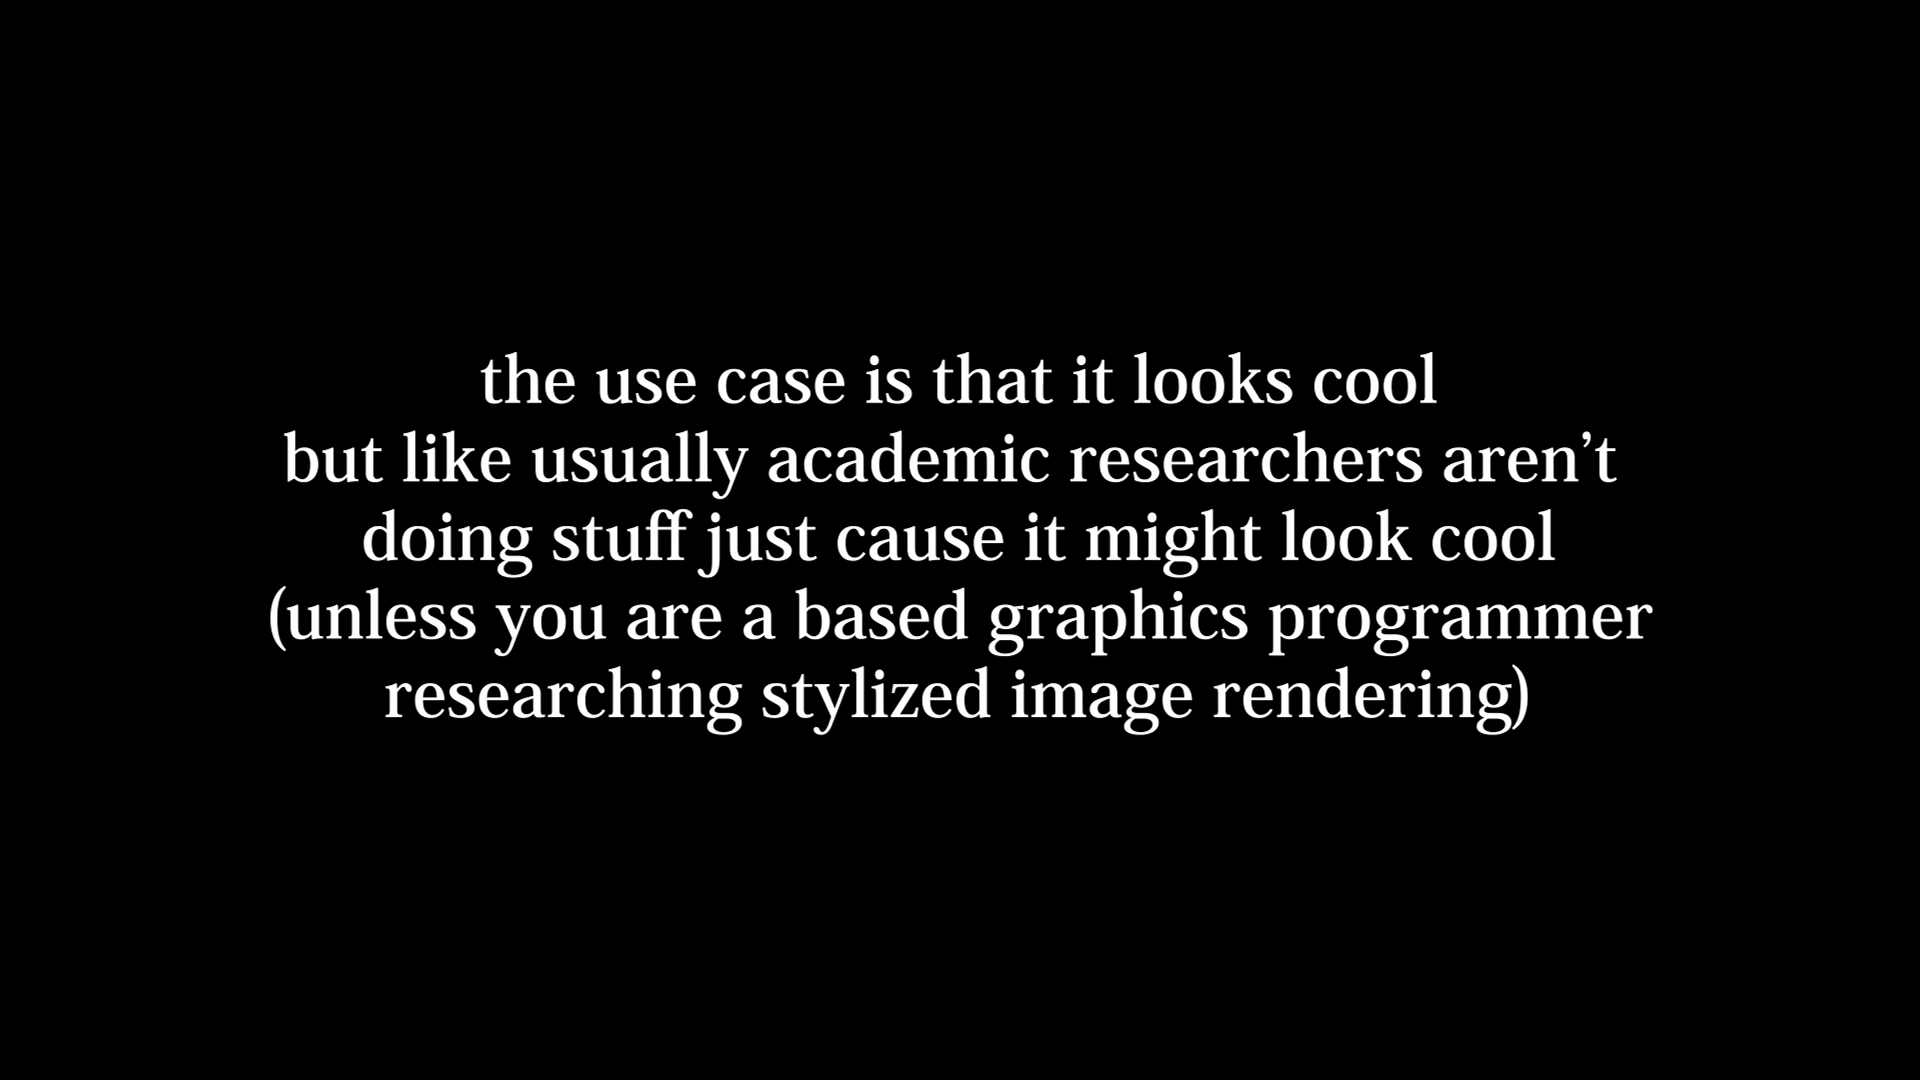 the use case is that it looks cool
but like usually academic researchers aren’t
doing stuff just cause it might look cool
(unless you are a based graphics programmer
researching stylized image rendering)